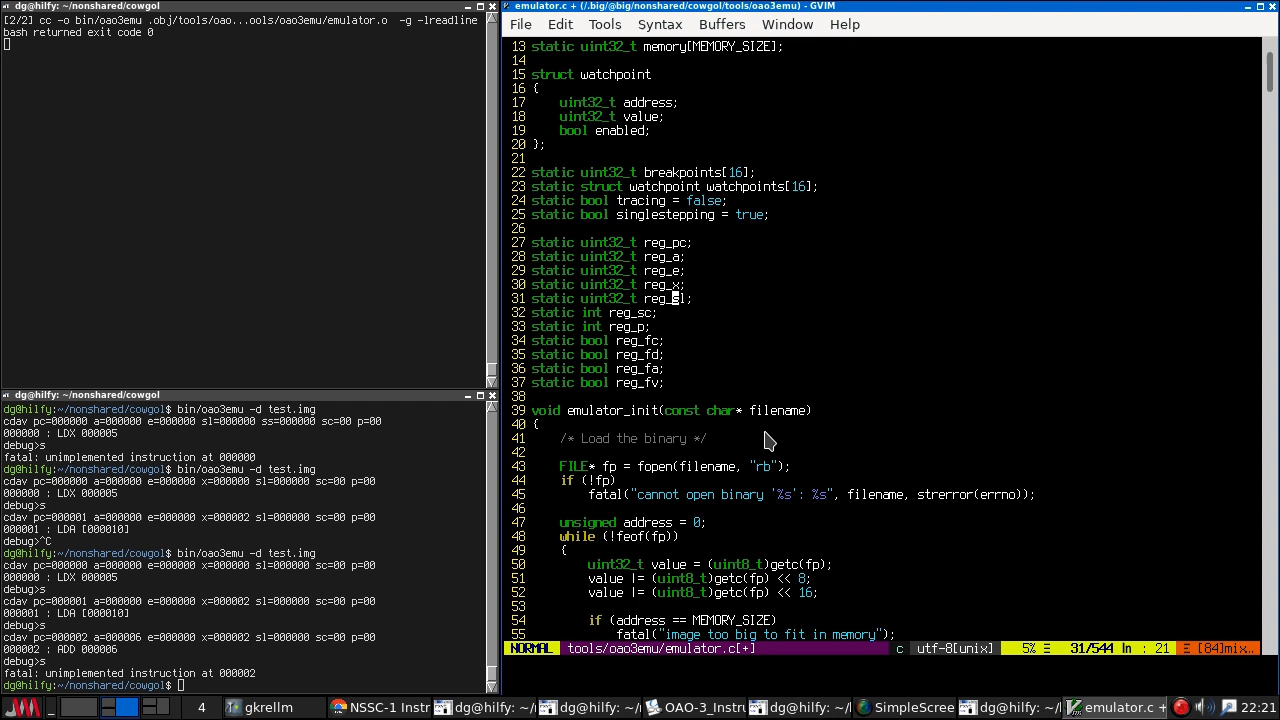 dg@hilfy: ~/nonshared/cowgol
[2/2] cc -o bin/oao3emu .obj/tools/oao...ools/oao3emu/emulator.o  -g -lreadline
bash returned exit code 0
dg@hilfy: ~/nonshared/cowgol
dg@hilfy:~/nonshared/cowgol$ bin/oao3emu -d test.img
cdav pc=000000 a=000000 e=000000 sl=000000 ss=000000 sc=00 p=00
000000 : LDX 000005
debug>s
fatal: unimplemented instruction at 000000
dg@hilfy:~/nonshared/cowgol$ bin/oao3emu -d test.img
cdav pc=000000 a=000000 e=000000 x=000000 sl=000000 sc=00 p=00
000000 : LDX 000005
debug>s
cdav pc=000001 a=000000 e=000000 x=000002 sl=000000 sc=00 p=00
000001 : LDA [000010]
debug>^C
dg@hilfy:~/nonshared/cowgol$ bin/oao3emu -d test.img
cdav pc=000000 a=000000 e=000000 x=000000 sl=000000 sc=00 p=00
000000 : LDX 000005
debug>s
cdav pc=000001 a=000000 e=000000 x=000002 sl=000000 sc=00 p=00
000001 : LDA [000010]
debug>s
cdav pc=000002 a=000006 e=000000 x=000002 sl=000000 sc=00 p=00
000002 : ADD 000006
debug>s
fatal: unimplemented instruction at 000002
dg@hilfy:~/nonshared/cowgol$
emulator.c + (/.big/@big/nonshared/cowgol/tools/oao3emu) - GVIM
File Edit Tools Syntax Buffers Window Help
13 static uint32_t memory[MEMORY_SIZE];
14
15 struct watchpoint
16 {
17     uint32_t address;
18     uint32_t value;
19     bool enabled;
20 };
21
22 static uint32_t breakpoints[16];
23 static struct watchpoint watchpoints[16];
24 static bool tracing = false;
25 static bool singlestepping = true;
26
27 static uint32_t reg_pc;
28 static uint32_t reg_a;
29 static uint32_t reg_e;
30 static uint32_t reg_x;
31 static uint32_t reg_sl;
32 static int reg_sc;
33 static int reg_p;
34 static bool reg_fc;
35 static bool reg_fd;
36 static bool reg_fa;
37 static bool reg_fv;
38
39 void emulator_init(const char* filename)
40 {
41     /* Load the binary */
42
43     FILE* fp = fopen(filename, "rb");
44     if (!fp)
45         fatal("cannot open binary '%s': %s", filename, strerror(errno));
46
47     unsigned address = 0;
48     while (!feof(fp))
49     {
50         uint32_t value = (uint8_t)getc(fp);
51         value |= (uint8_t)getc(fp) << 8;
52         value |= (uint8_t)getc(fp) << 16;
53
54         if (address == MEMORY_SIZE)
55             fatal("image too big to fit in memory");
NORMAL tools/oao3emu/emulator.c[+] c utf-8[unix] 5% ☰ 31/544 ln : 21 Ξ [84]mix..
4 gkrellm NSSC-1 Instr dg@hilfy: ~/ dg@hilfy: ~/ OAO-3_Instru dg@hilfy: ~/ SimpleScree dg@hilfy: ~/ emulator.c + 22:21